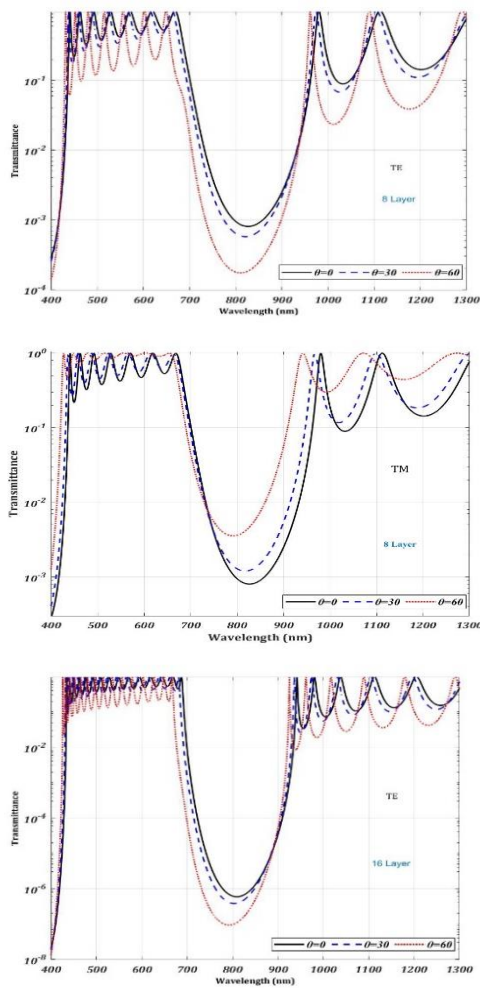 10⁻¹
10⁻²
10⁻³
10⁻⁴
Transmittance
TE
8 Layer
θ=0 θ=30 θ=60
400 500 600 700 800 900 1000 1100 1200 1300
Wavelength (nm)
10⁰
10⁻¹
10⁻²
10⁻³
Transmittance
TM
8 Layer
θ=0 θ=30 θ=60
400 500 600 700 800 900 1000 1100 1200 1300
Wavelength (nm)
10⁻²
10⁻⁴
10⁻⁶
10⁻⁸
Transmittance
TE
16 Layer
θ=0 θ=30 θ=60
400 500 600 700 800 900 1000 1100 1200 1300
Wavelength (nm)